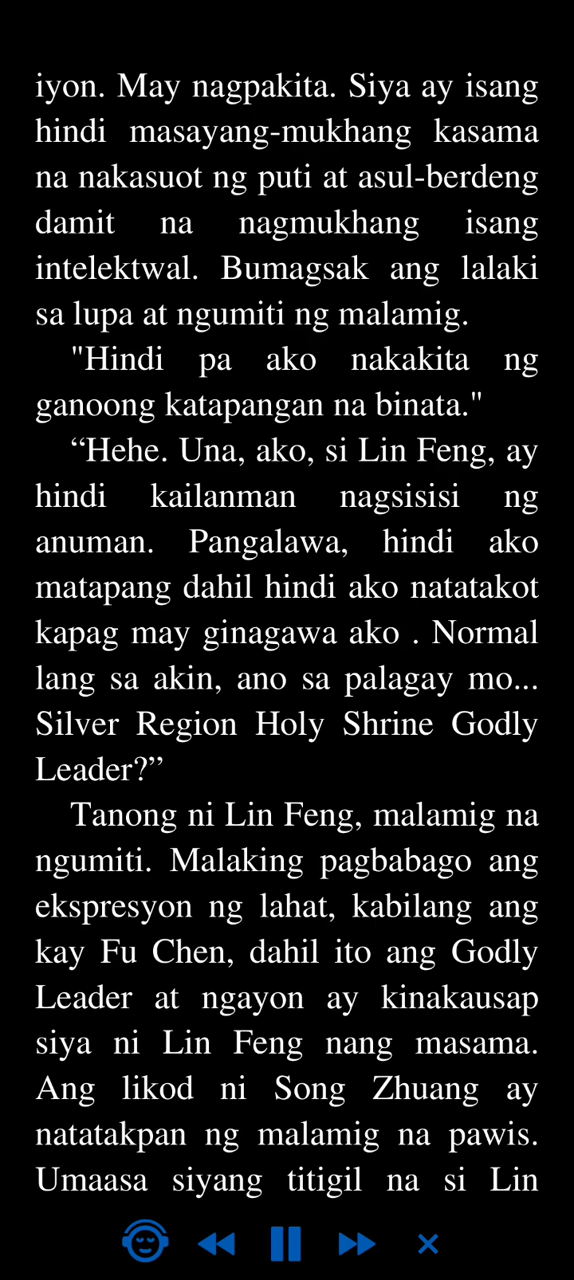 iyon. May nagpakita. Siya ay isang
hindi masayang-mukhang kasama
na nakasuot ng puti at asul-berdeng
damit na nagmukhang isang
intelektwal. Bumagsak ang lalaki
sa lupa at ngumiti ng malamig.
"Hindi pa ako nakakita ng
ganoong katapangan na binata."
“Hehe. Una, ako, si Lin Feng, ay
hindi kailanman nagsisisi ng
anuman. Pangalawa, hindi ako
matapang dahil hindi ako natatakot
kapag may ginagawa ako . Normal
lang sa akin, ano sa palagay mo...
Silver Region Holy Shrine Godly
Leader?”
Tanong ni Lin Feng, malamig na
ngumiti. Malaking pagbabago ang
ekspresyon ng lahat, kabilang ang
kay Fu Chen, dahil ito ang Godly
Leader at ngayon ay kinakausap
siya ni Lin Feng nang masama.
Ang likod ni Song Zhuang ay
natatakpan ng malamig na pawis.
Umaasa siyang titigil na si Lin